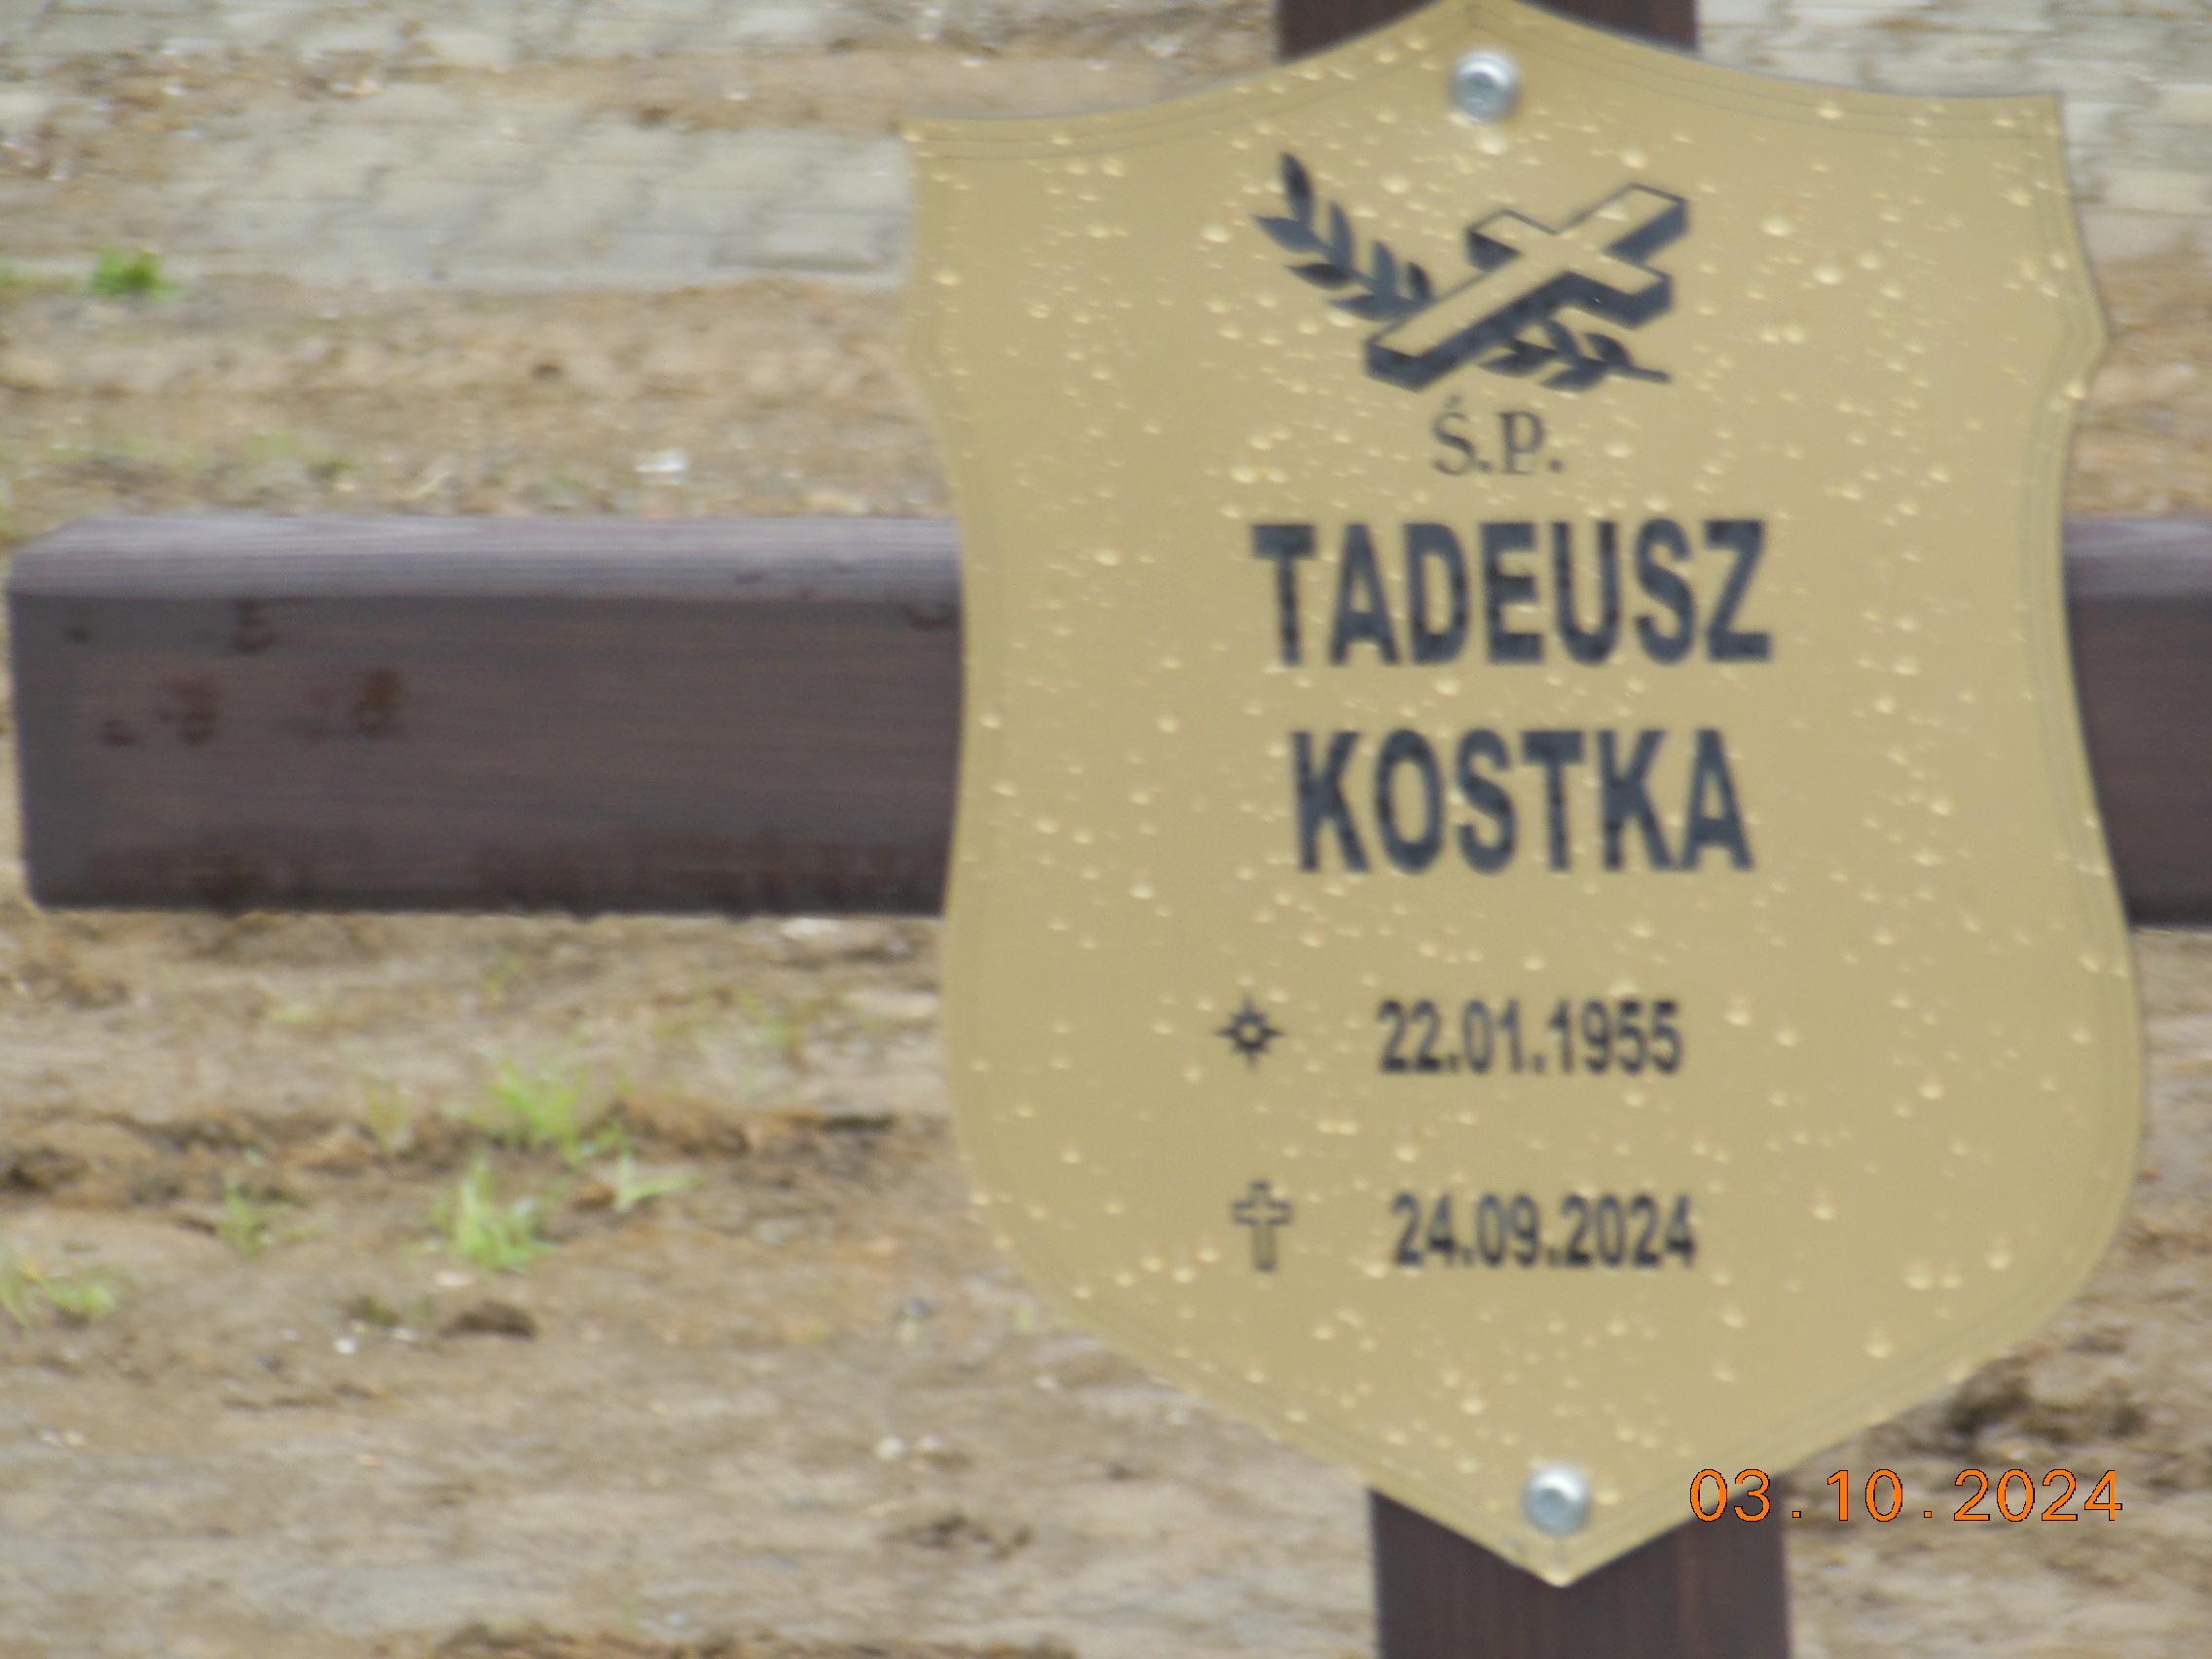 Ś.P.
TADEUSZ
KOSTKA
22.01.1955
24.09.2024
03.10.2024